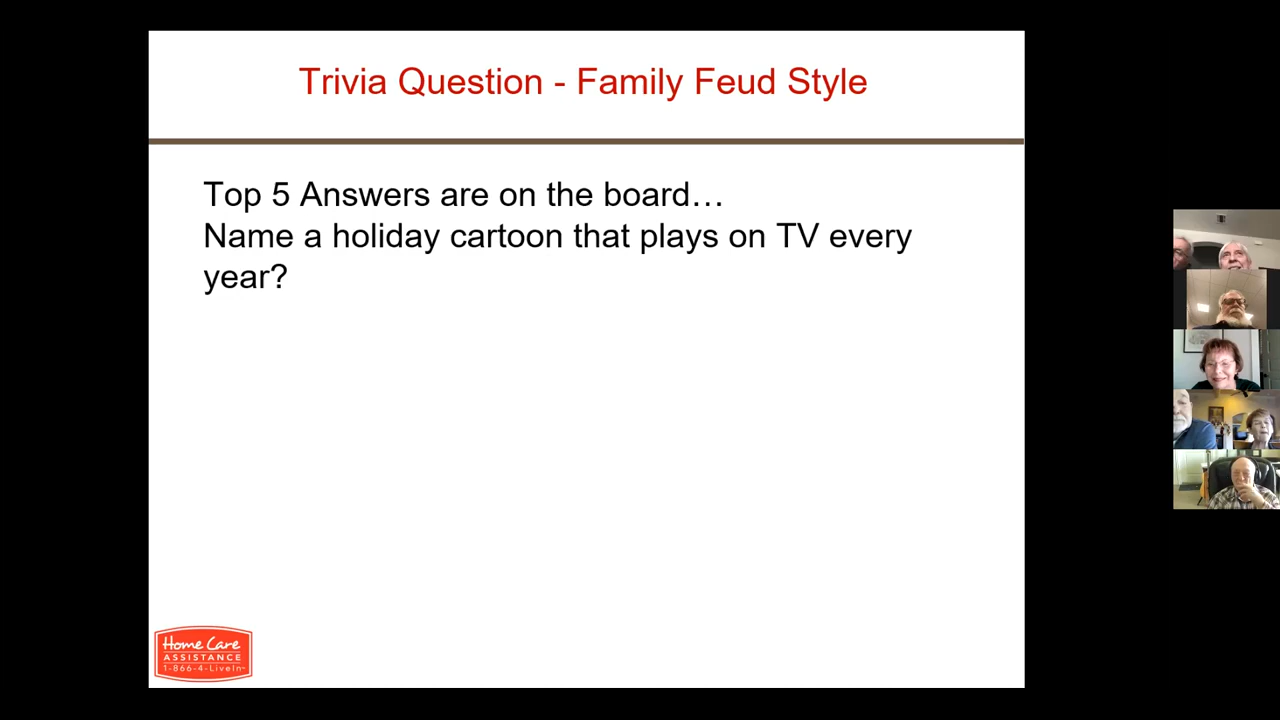 Trivia Question - Family Feud Style
Top 5 Answers are on the board…
Name a holiday cartoon that plays on TV every
year?
Home Care
ASSISTANCE
1-866-4-LiveIn